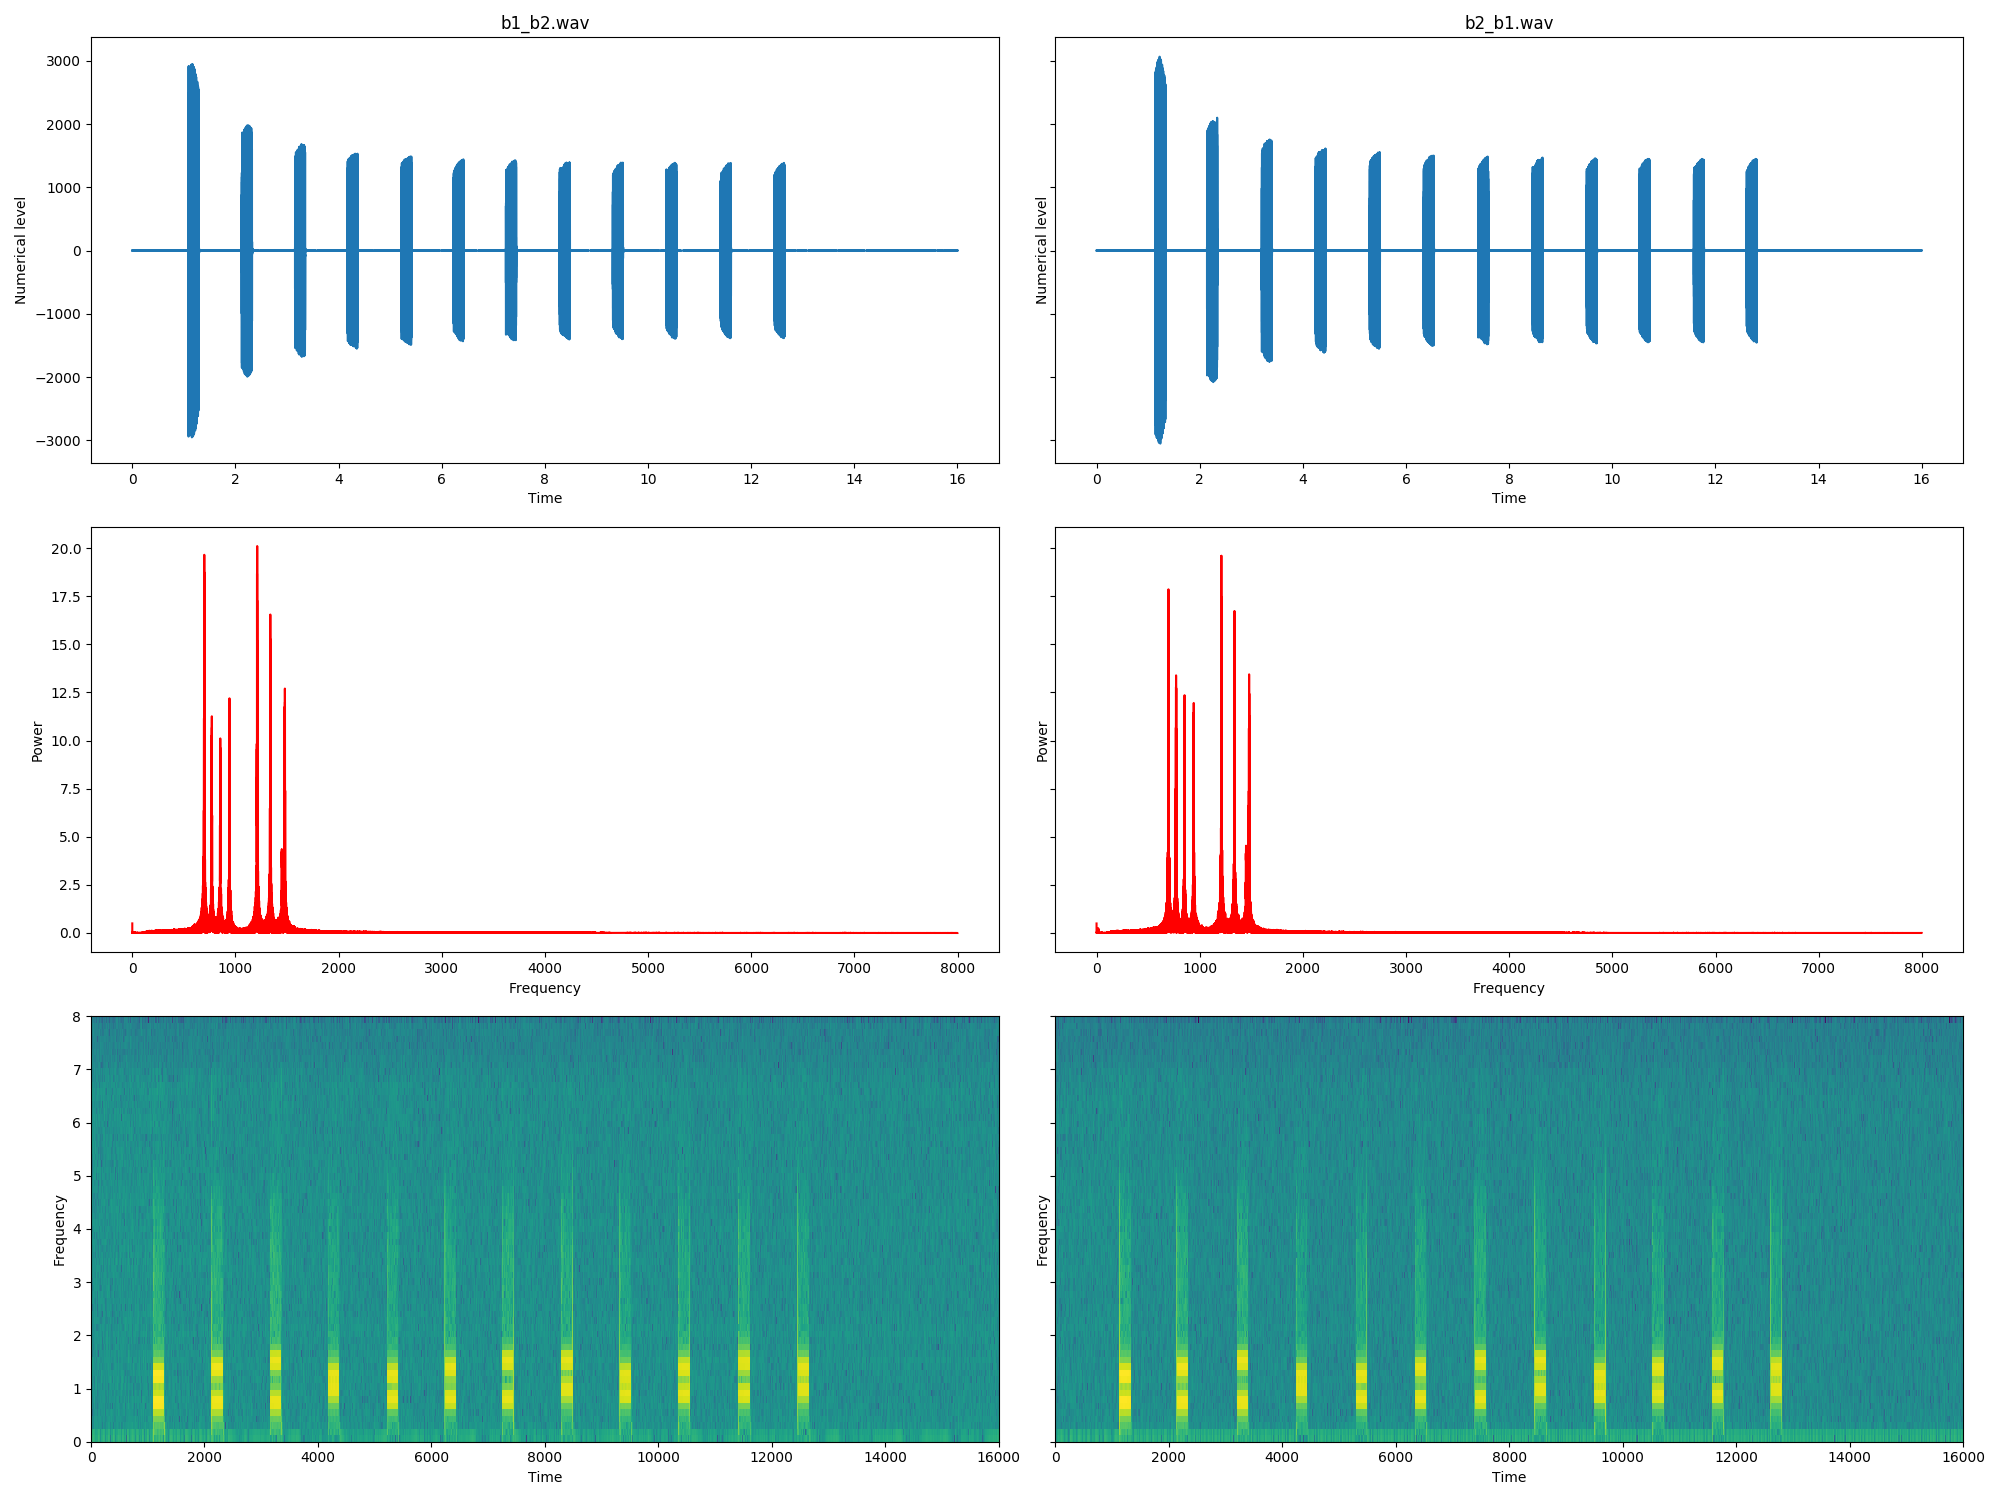 b1_b2.wav
b2_b1.wav
3000
2000
1000
0
−1000
−2000
−3000
Numerical level
Numerical level
0 2 4 6 8 10 12 14 16
0 2 4 6 8 10 12 14 16
Time
Time
20.0
17.5
15.0
12.5
10.0
7.5
5.0
2.5
0.0
Power
Power
0 1000 2000 3000 4000 5000 6000 7000 8000
0 1000 2000 3000 4000 5000 6000 7000 8000
Frequency
Frequency
8
7
6
5
4
3
2
1
0
Frequency
Frequency
0 2000 4000 6000 8000 10000 12000 14000 16000
0 2000 4000 6000 8000 10000 12000 14000 16000
Time
Time